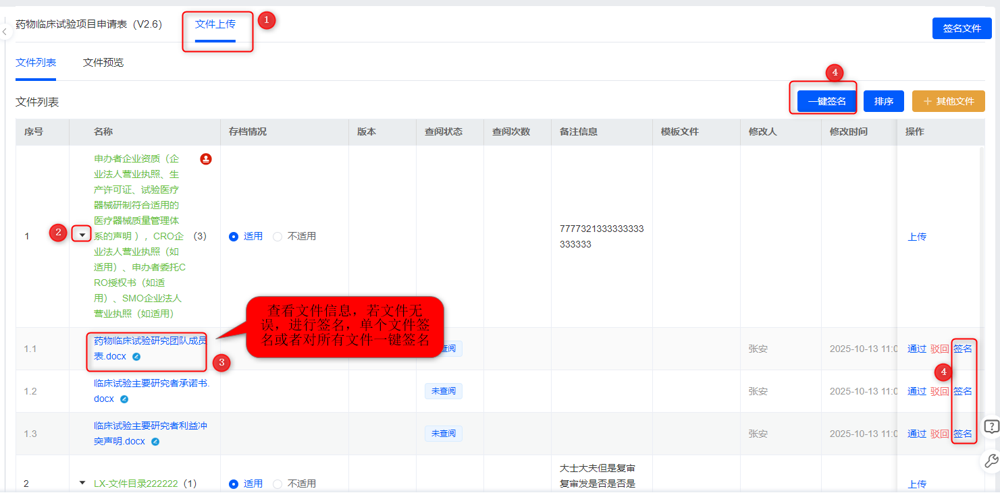 药物临床试验项目申请表（V2.6）
文件上传
1
签名文件
文件列表
文件预览
4
文件列表
一键签名
排序
＋ 其他文件
序号
名称
存档情况
版本
查阅状态
查阅次数
备注信息
模板文件
修改人
修改时间
操作
1
2
申办者企业资质（企
业法人营业执照、生
产许可证、试验医疗
器械研制符合适用的
医疗器械质量管理体
系的声明 ），CRO企
业法人营业执照（如
适用）、申办者委托C
RO授权书（如适
用）、SMO企业法人
营业执照（如适用）
（3）
适用
不适用
7777321333333333
333333
上传
查看文件信息，若文件无
误，进行签名，单个文件签
名或者对所有文件一键签名
1.1
药物临床试验研究团队成员
表.docx
3
查阅
张安
2025-10-13 11:0
通过 驳回 签名
4
1.2
临床试验主要研究者承诺书.
docx
未查阅
张安
2025-10-13 11:0
通过 驳回 签名
1.3
临床试验主要研究者利益冲
突声明.docx
未查阅
张安
2025-10-13 11:0
通过 驳回 签名
2
LX-文件目录222222
（1）
适用
不适用
大士大夫但是复审
复审发是否是否是
上传